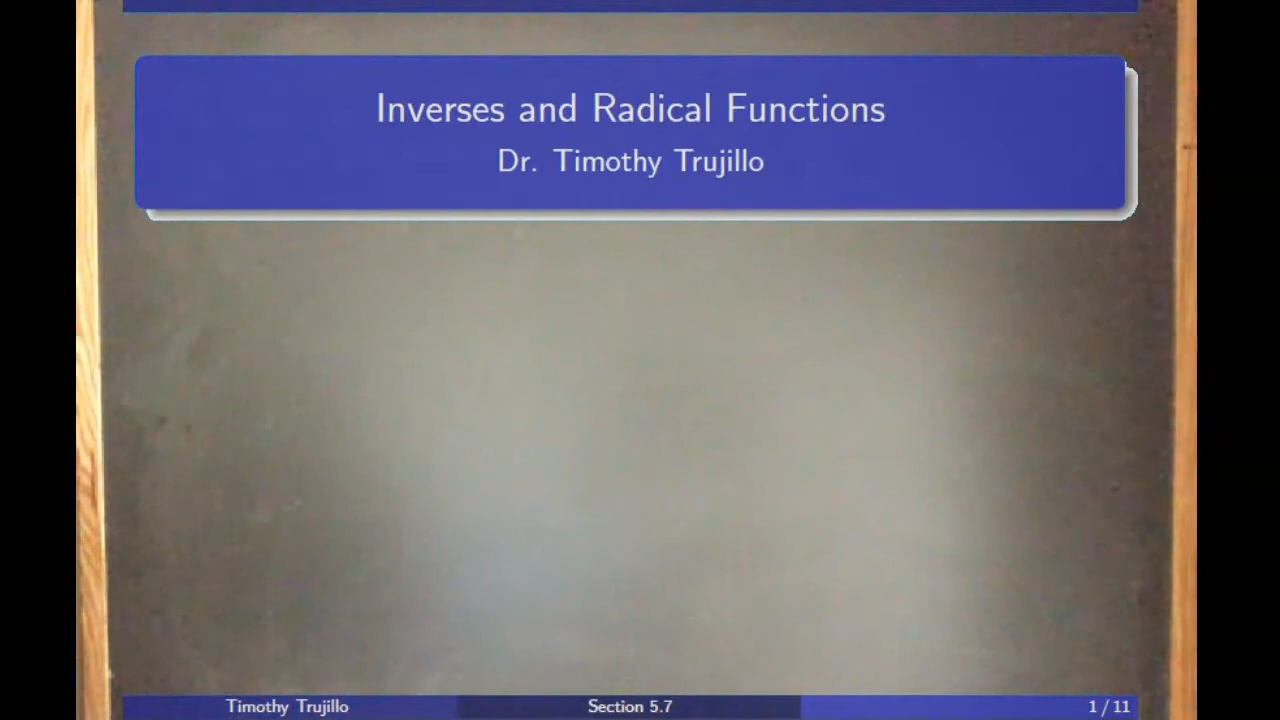 Inverses and Radical Functions
Dr. Timothy Trujillo
Timothy Trujillo
Section 5.7
1 / 11